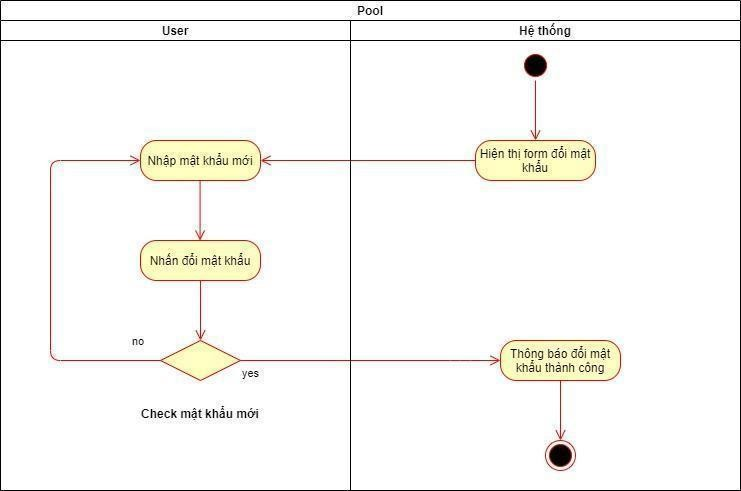 Pool
User
Hệ thống
Nhập mật khẩu mới
Hiện thị form đổi mật
khẩu
Nhấn đổi mật khẩu
no
yes
Thông báo đổi mật
khẩu thành công
Check mật khẩu mới